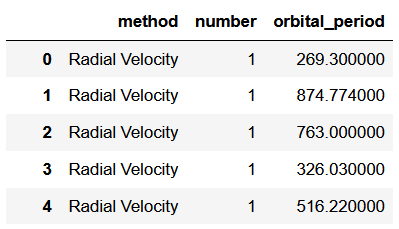 method number orbital_period
0 Radial Velocity 1 269.300000
1 Radial Velocity 1 874.774000
2 Radial Velocity 1 763.000000
3 Radial Velocity 1 326.030000
4 Radial Velocity 1 516.220000